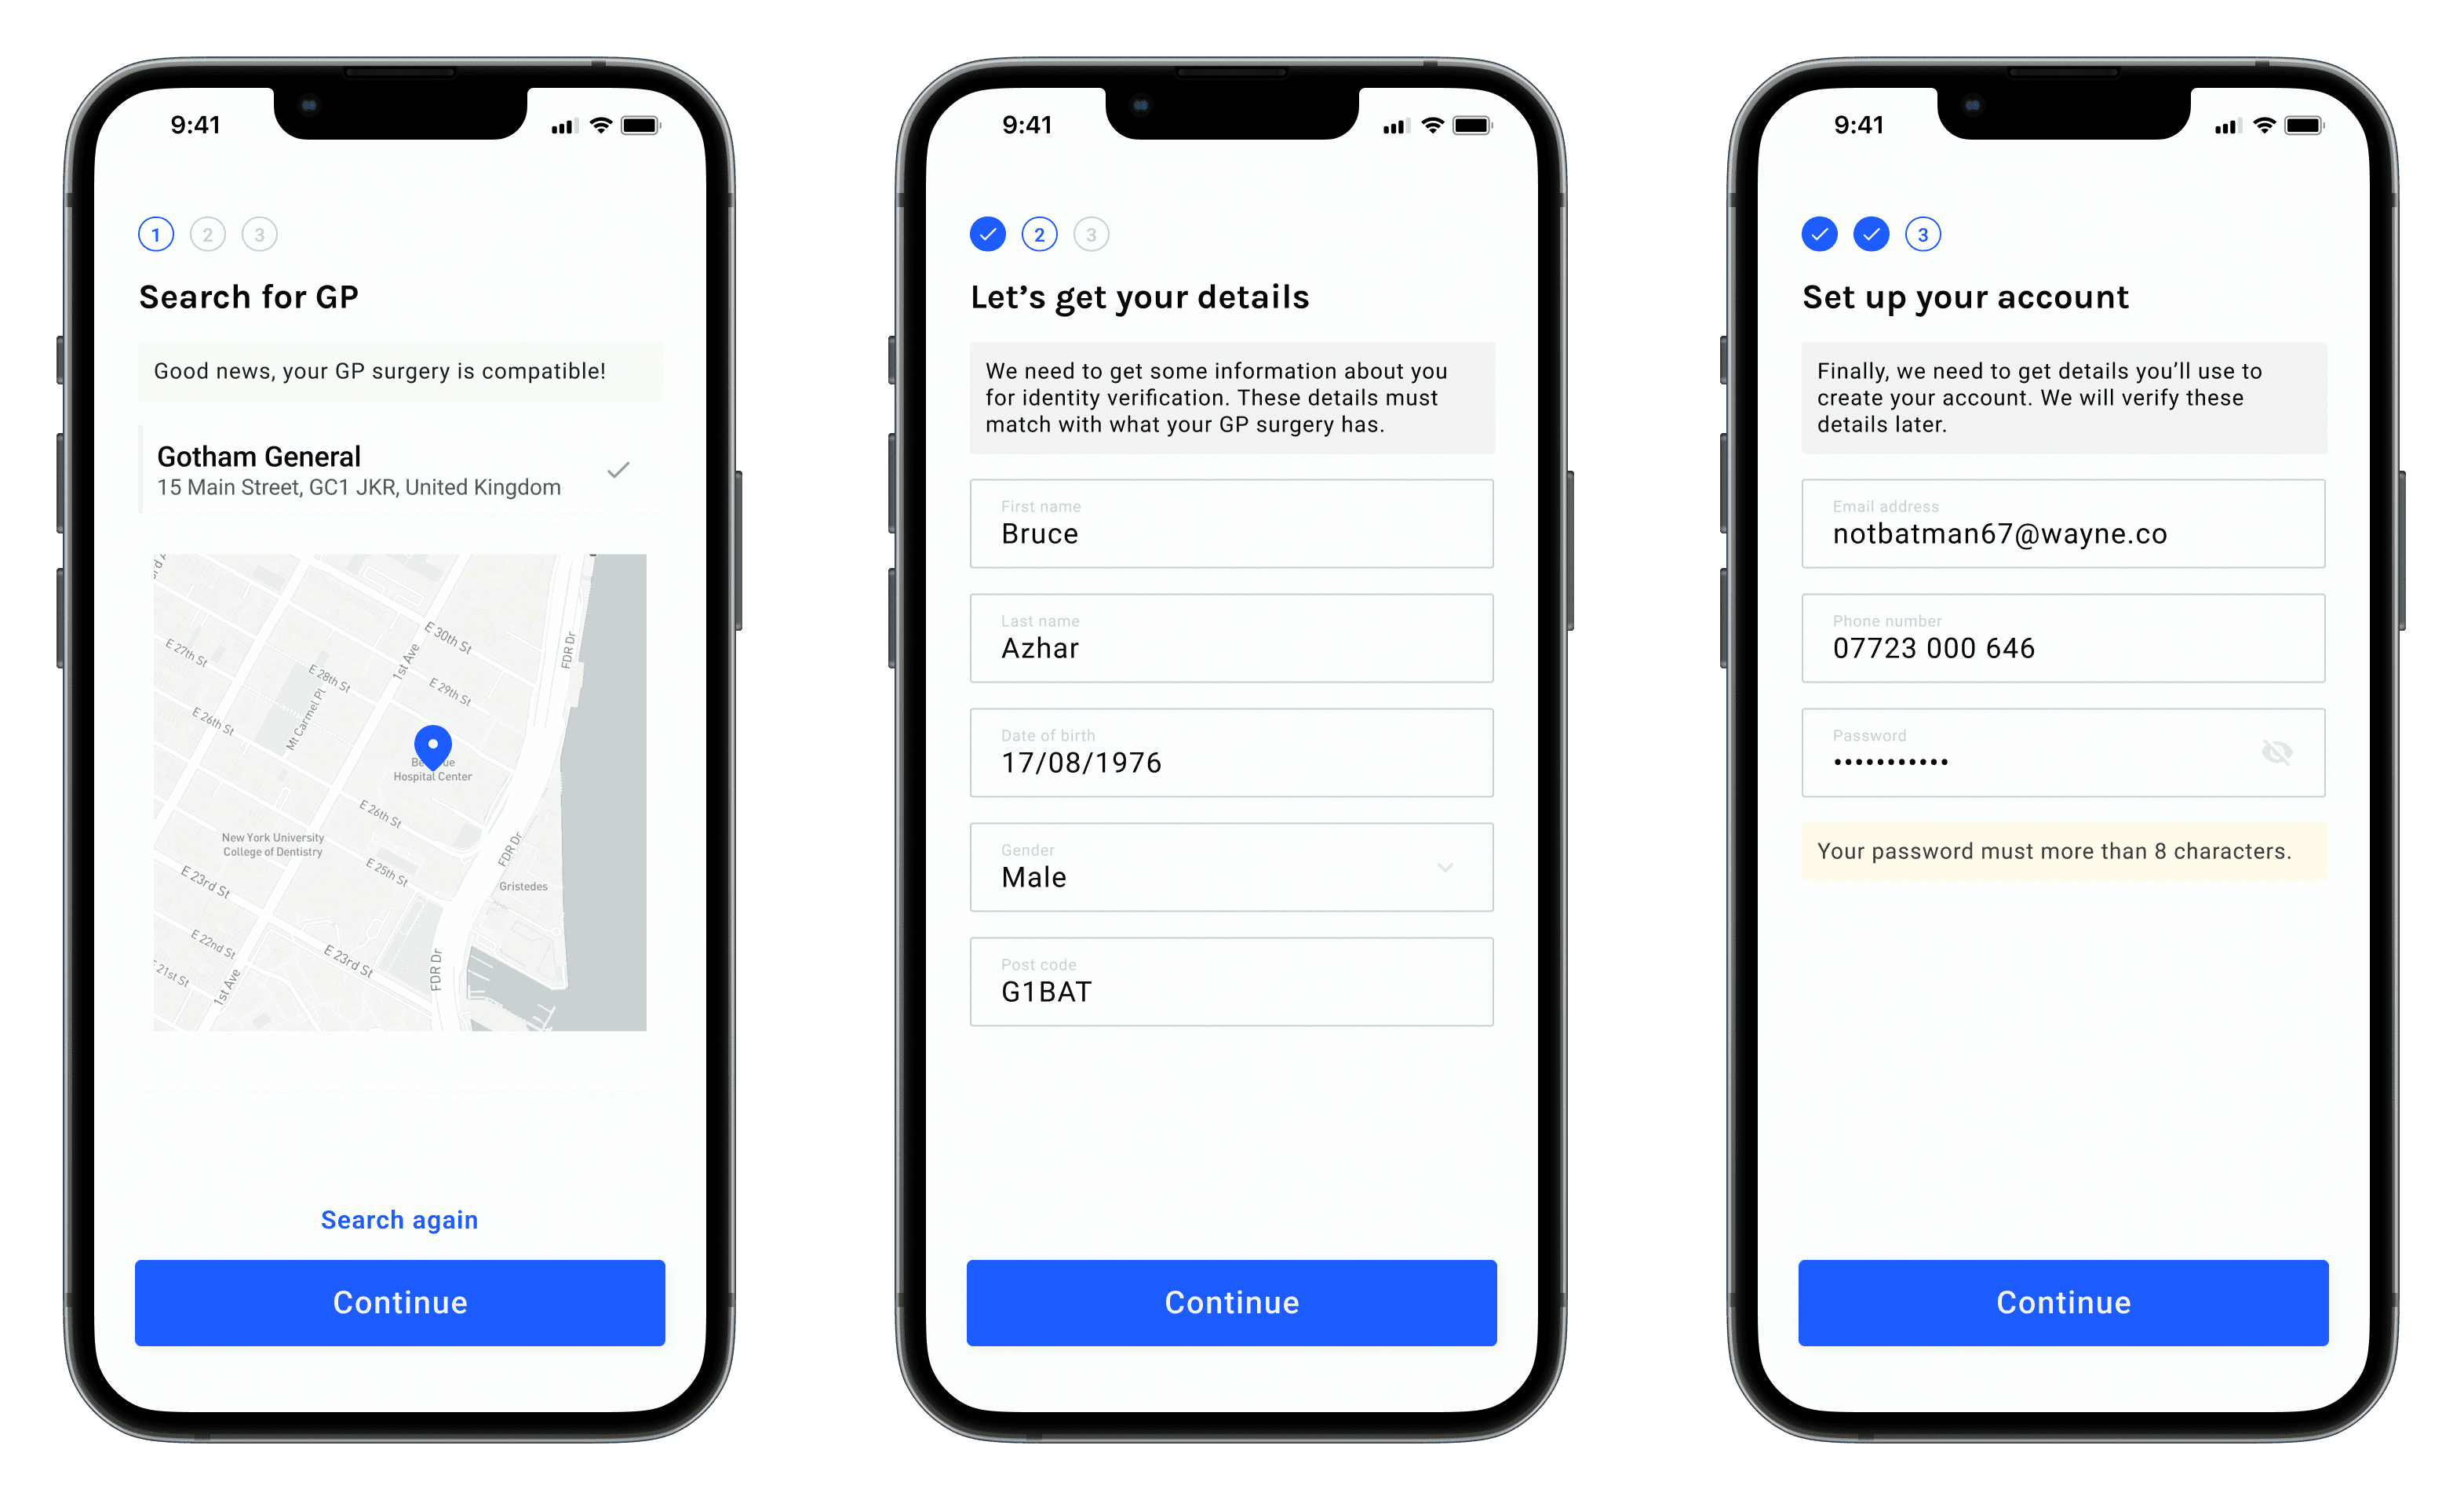 9:41
1 2 3
Search for GP
Good news, your GP surgery is compatible!
Gotham General
15 Main Street, GC1 JKR, United Kingdom
E 30th St
FDR Dr
E 27th St
1st Ave
E 28th St
E 29th St
Mt Carmel Pl
E 26th St
Hospital Center
E 26th St
New York University
College of Dentistry
FDR Dr
E 25th St
E 23rd St
Gristedes
E 22nd St
E 23rd St
FDR Dr
E 21st St
1st Ave
Search again
Continue
9:41
2 3
Let’s get your details
We need to get some information about you
for identity verification. These details must
match with what your GP surgery has.
First name
Bruce
Last name
Azhar
Date of birth
17/08/1976
Gender
Male
Post code
G1BAT
Continue
9:41
3
Set up your account
Finally, we need to get details you’ll use to
create your account. We will verify these
details later.
Email address
notbatman67@wayne.co
Phone number
07723 000 646
Password
•••••••••••
Your password must more than 8 characters.
Continue